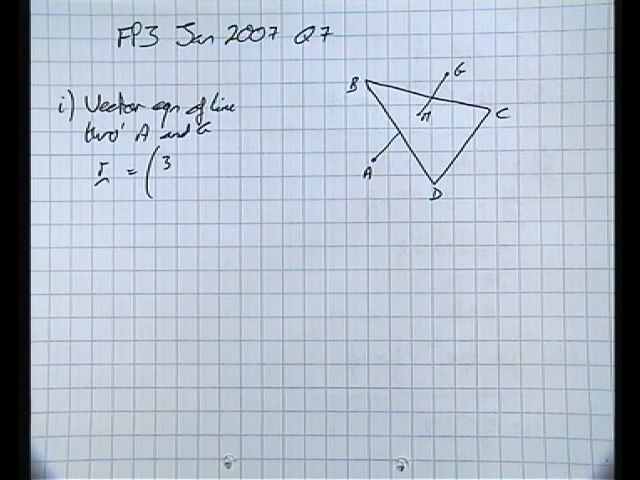 FP3 Jan 2007 Q7
i) Vector eqn of line
thro' A and G
r = ( 3
B
G
M
C
A
D